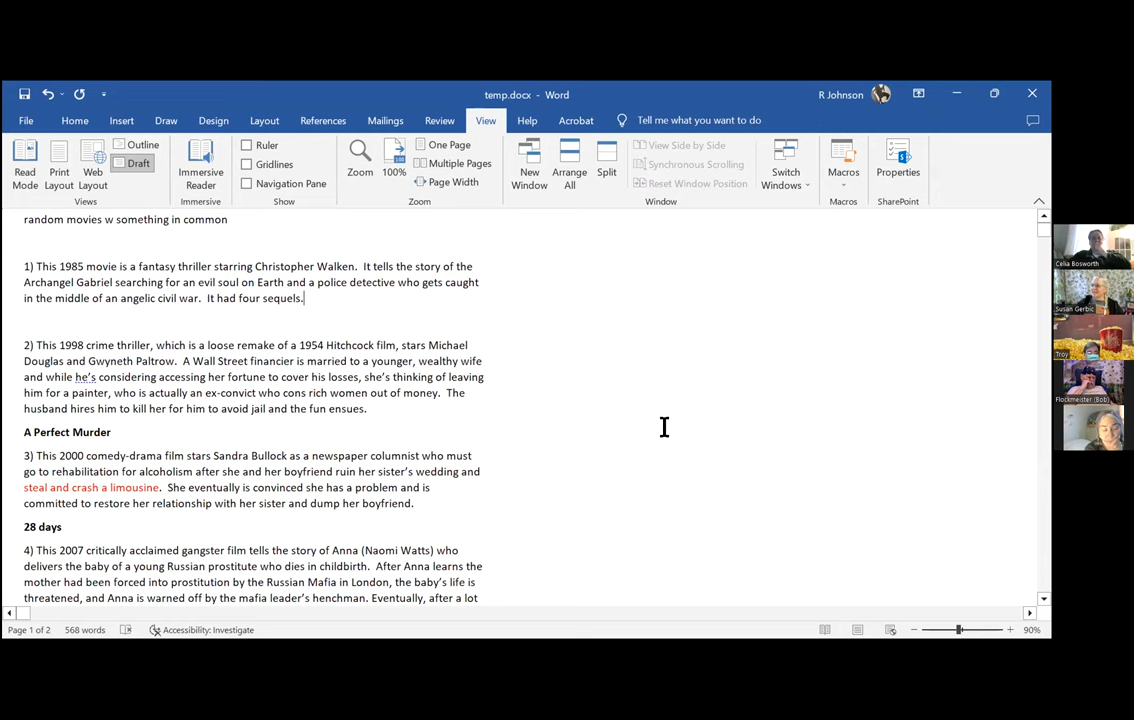 temp.docx - Word
R Johnson
File Home Insert Draw Design Layout References Mailings Review View Help Acrobat Tell me what you want to do
Read Mode
Print Layout
Web Layout
Outline
Draft
Views
Immersive Reader
Immersive
Ruler
Gridlines
Navigation Pane
Show
Zoom
100
100%
One Page
Multiple Pages
Page Width
Zoom
New Window
Arrange All
Split
View Side by Side
Synchronous Scrolling
Reset Window Position
Window
Switch Windows
Macros
Macros
Properties
SharePoint
random movies w something in common
1) This 1985 movie is a fantasy thriller starring Christopher Walken. It tells the story of the
Archangel Gabriel searching for an evil soul on Earth and a police detective who gets caught
in the middle of an angelic civil war. It had four sequels.
2) This 1998 crime thriller, which is a loose remake of a 1954 Hitchcock film, stars Michael
Douglas and Gwyneth Paltrow. A Wall Street financier is married to a younger, wealthy wife
and while he's considering accessing her fortune to cover his losses, she's thinking of leaving
him for a painter, who is actually an ex-convict who cons rich women out of money. The
husband hires him to kill her for him to avoid jail and the fun ensues.
A Perfect Murder
3) This 2000 comedy-drama film stars Sandra Bullock as a newspaper columnist who must
go to rehabilitation for alcoholism after she and her boyfriend ruin her sister's wedding and
steal and crash a limousine. She eventually is convinced she has a problem and is
committed to restore her relationship with her sister and dump her boyfriend.
28 days
4) This 2007 critically acclaimed gangster film tells the story of Anna (Naomi Watts) who
delivers the baby of a young Russian prostitute who dies in childbirth. After Anna learns the
mother had been forced into prostitution by the Russian Mafia in London, the baby's life is
threatened, and Anna is warned off by the mafia leader's henchman. Eventually, after a lot
Page 1 of 2 568 words Accessibility: Investigate 90%
Celia Bosworth
Susan Gerbic
Troy
Flockmeister (Bob)